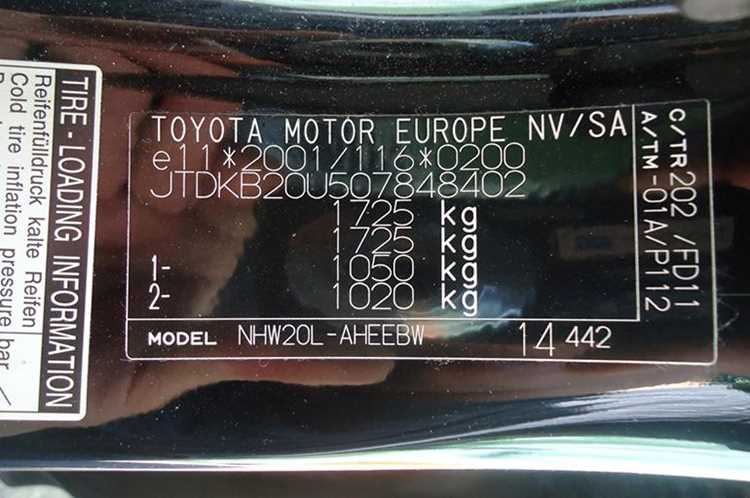 TIRE - LOADING INFORMATION
Reifenfülldruck kalte Reifen
Cold tire inflation pressure bar /
TOYOTA MOTOR EUROPE NV/SA
e11*2001/116*0200
JTDKB20U507848402
1725 kg
1725 kg
1- 1050 kg
2- 1020 kg
MODEL NHW20L-AHEEBW 14 442
C/TR202 /FD11
A/TM-01A/P112